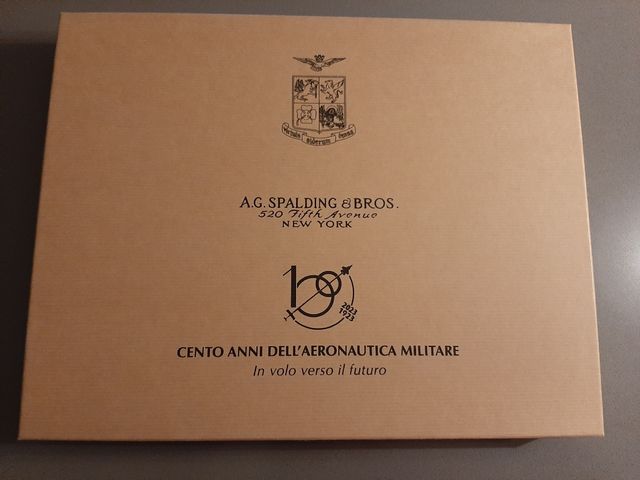 Virtute siderum tenus
A.G. SPALDING & BROS.
520 Fifth Avenue
NEW YORK
100
2023
1923
CENTO ANNI DELL'AERONAUTICA MILITARE
In volo verso il futuro